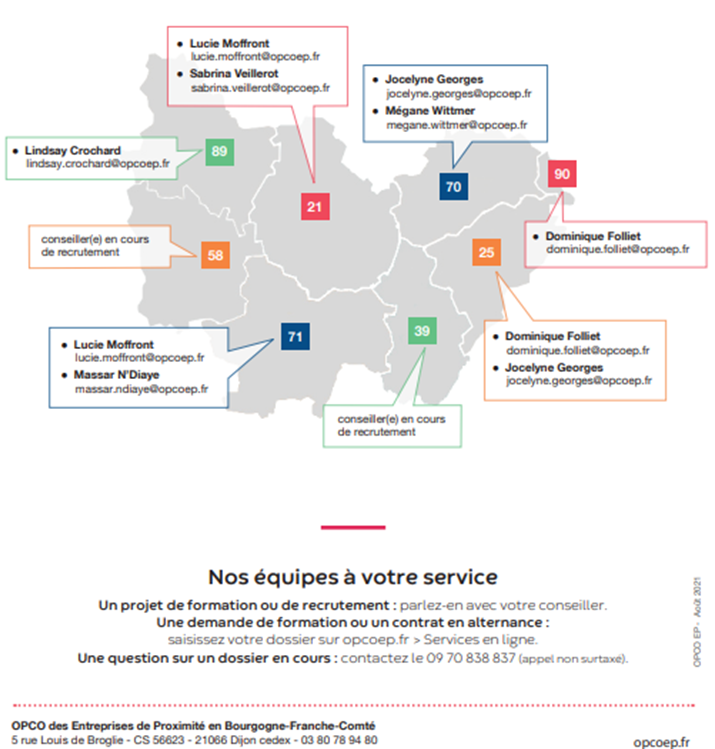 ● Lucie Moffront
lucie.moffront@opcoep.fr
● Sabrina Veillerot
sabrina.veillerot@opcoep.fr
● Jocelyne Georges
jocelyne.georges@opcoep.fr
● Mégane Wittmer
megane.wittmer@opcoep.fr
● Lindsay Crochard
lindsay.crochard@opcoep.fr
89
21
70
90
conseiller(e) en cours
de recrutement
58
25
● Dominique Folliet
dominique.folliet@opcoep.fr
● Lucie Moffront
lucie.moffront@opcoep.fr
● Massar N'Diaye
massar.ndiaye@opcoep.fr
71
39
● Dominique Folliet
dominique.folliet@opcoep.fr
● Jocelyne Georges
jocelyne.georges@opcoep.fr
conseiller(e) en cours
de recrutement
Nos équipes à votre service
Un projet de formation ou de recrutement : parlez-en avec votre conseiller.
Une demande de formation ou un contrat en alternance :
saisissez votre dossier sur opcoep.fr > Services en ligne.
Une question sur un dossier en cours : contactez le 09 70 838 837 (appel non surtaxé).
OPCO EP - Août 2021
OPCO des Entreprises de Proximité en Bourgogne-Franche-Comté
5 rue Louis de Broglie - CS 56623 - 21066 Dijon cedex - 03 80 78 94 80
opcoep.fr